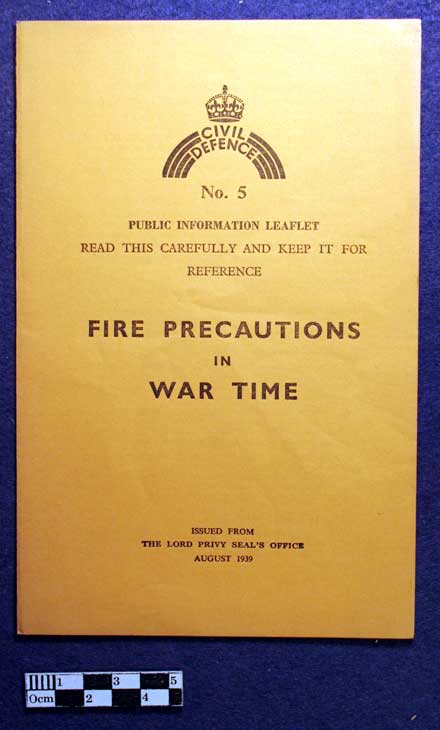 CIVIL
DEFENCE
No. 5
PUBLIC INFORMATION LEAFLET
READ THIS CAREFULLY AND KEEP IT FOR
REFERENCE
FIRE PRECAUTIONS
IN
WAR TIME
ISSUED FROM
THE LORD PRIVY SEAL'S OFFICE
AUGUST 1939
1 3 5
0cm 2 4